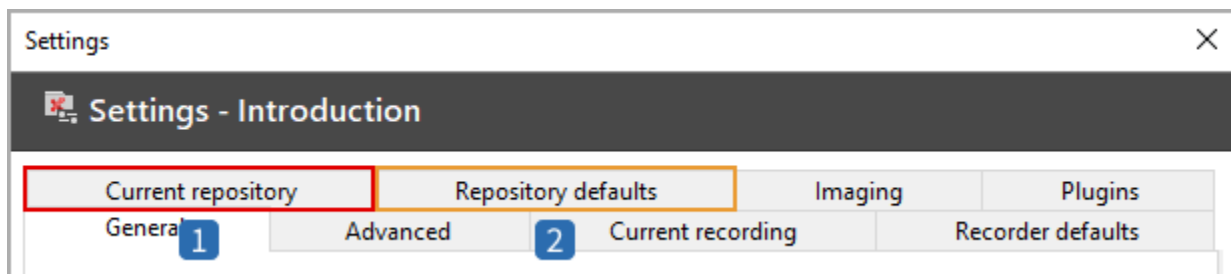 Settings
Settings - Introduction
Current repository Repository defaults Imaging Plugins
General Advanced Current recording Recorder defaults
1 2